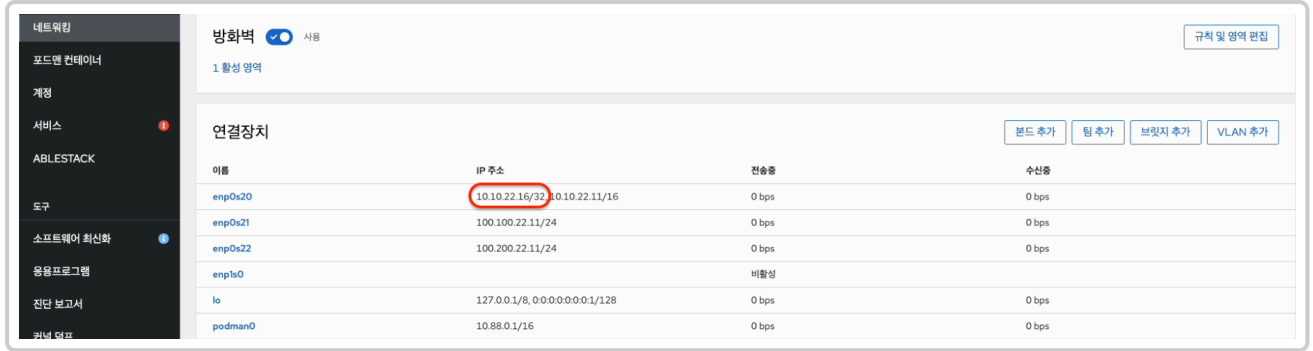 네트워킹
포드맨 컨테이너
계정
서비스
ABLESTACK
도구
소프트웨어 최신화
응용프로그램
진단 보고서
커널 덤프
방화벽 사용
규칙 및 영역 편집
1 활성 영역
연결장치
본드 추가 팀 추가 브릿지 추가 VLAN 추가
이름 IP 주소 전송중 수신중
enp0s20 10.10.22.16/32, 10.10.22.11/16 0 bps 0 bps
enp0s21 100.100.22.11/24 0 bps 0 bps
enp0s22 100.200.22.11/24 0 bps 0 bps
enp1s0 비활성
lo 127.0.0.1/8, 0:0:0:0:0:0:0:1/128 0 bps 0 bps
podman0 10.88.0.1/16 0 bps 0 bps